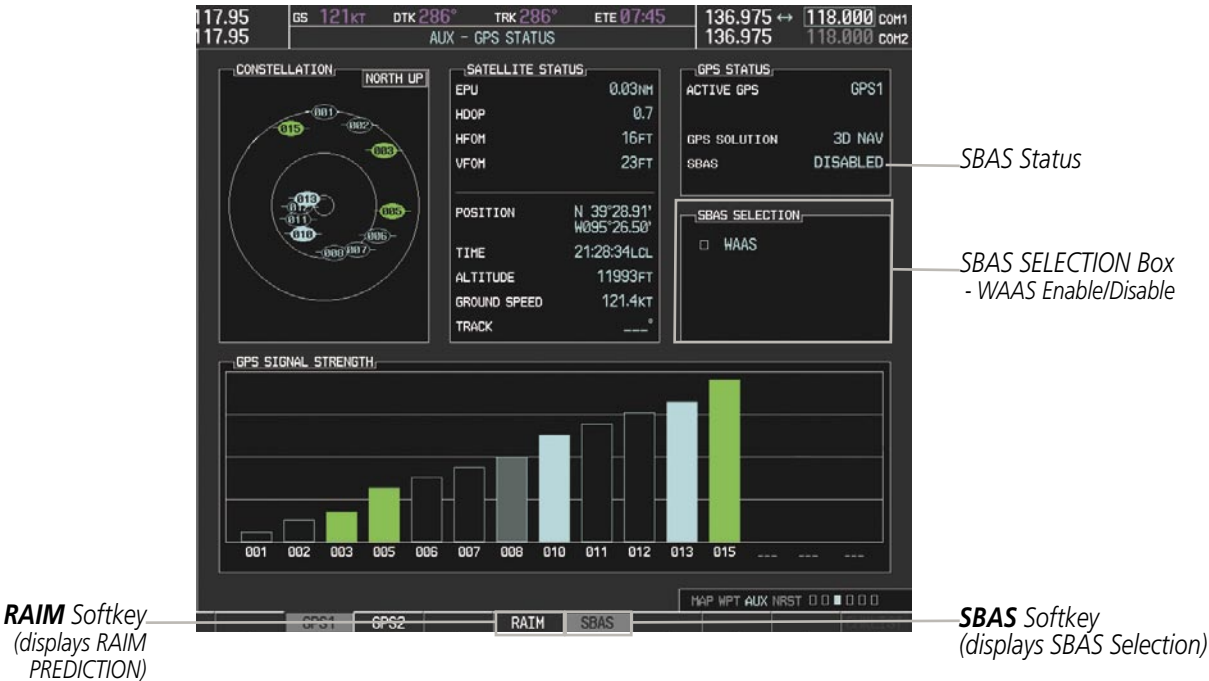 117.95
117.95
GS 121KT DTK 286° TRK 286° ETE 07:45
AUX - GPS STATUS
136.975 ↔ 118.000 COM1
136.975 118.000 COM2
CONSTELLATION
NORTH UP
001
002
015
003
013
012
011
010
005
006
007
008
SATELLITE STATUS
EPU 0.03NM
HDOP 0.7
HFOM 16FT
VFOM 23FT
POSITION N 39°28.91'
W095°26.50'
TIME 21:28:34LCL
ALTITUDE 11993FT
GROUND SPEED 121.4KT
TRACK ___°
GPS STATUS
ACTIVE GPS GPS1
GPS SOLUTION 3D NAV
SBAS DISABLED
SBAS Status
SBAS SELECTION
WAAS
SBAS SELECTION Box
- WAAS Enable/Disable
GPS SIGNAL STRENGTH
001 002 003 005 006 007 008 010 011 012 013 015 ___ ___ ___
MAP WPT AUX NRST
GPS1 GPS2 RAIM SBAS
RAIM Softkey
(displays RAIM
PREDICTION)
SBAS Softkey
(displays SBAS Selection)